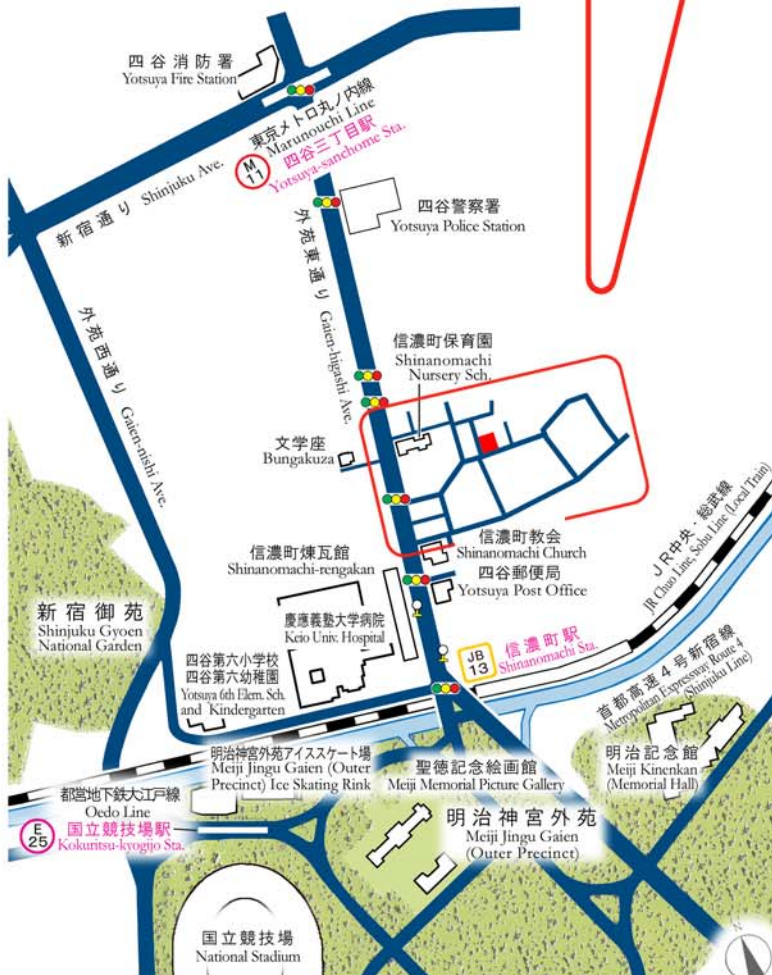 四谷消防署
Yotsuya Fire Station
東京メトロ丸ノ内線
Marunouchi Line
M
11
四谷三丁目駅
Yotsuya-sanchome Sta.
新宿通り Shinjuku Ave.
四谷警察署
Yotsuya Police Station
外苑東通り Gaien-higashi Ave.
外苑西通り Gaien-nishi Ave.
信濃町保育園
Shinanomachi
Nursery Sch.
文学座
Bungakuza
信濃町煉瓦館
Shinanomachi-rengakan
信濃町教会
Shinanomachi Church
四谷郵便局
Yotsuya Post Office
JR中央・総武線
JR Chuo Line, Sobu Line (Local Train)
新宿御苑
Shinjuku Gyoen
National Garden
慶應義塾大学病院
Keio Univ. Hospital
JB
13
信濃町駅
Shinanomachi Sta.
四谷第六小学校
四谷第六幼稚園
Yotsuya 6th Elem. Sch.
and Kindergarten
首都高速4号新宿線
Metropolitan Expressway Route 4
(Shinjuku Line)
明治神宮外苑アイススケート場
Meiji Jingu Gaien (Outer
Precinct) Ice Skating Rink
聖徳記念絵画館
Meiji Memorial Picture Gallery
明治記念館
Meiji Kinenkan
(Memorial Hall)
都営地下鉄大江戸線
Oedo Line
E
25
国立競技場駅
Kokuritsu-kyogijo Sta.
明治神宮外苑
Meiji Jingu Gaien
(Outer Precinct)
国立競技場
National Stadium
N